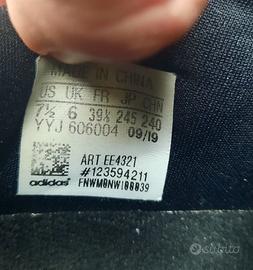 MADE IN CHINA
US UK FR JP CHN
7½ 6 39⅓ 245 240
YYJ 606004 09/19
ART EE4321
#123594211
adidas
subito